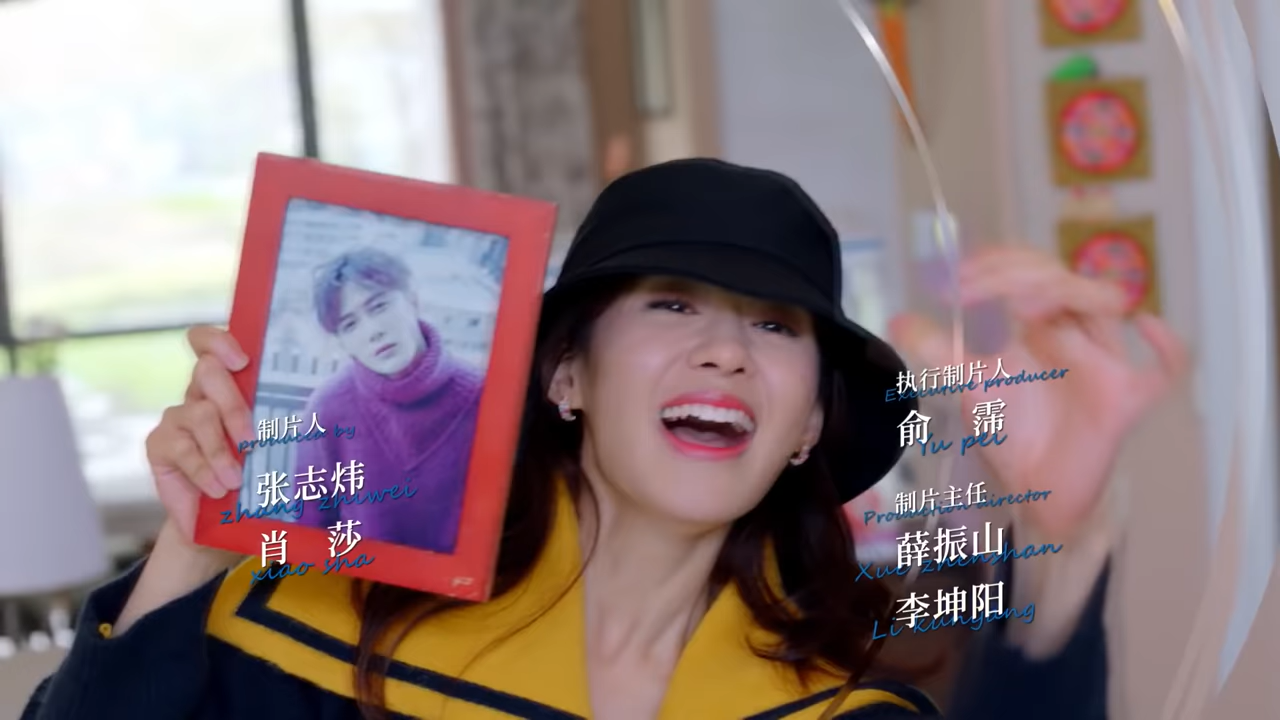 制片人
produced by
张志炜
zhang zhiwei
肖 莎
xiao sha
执行制片人
Executive producer
俞 霈
Yu pei
制片主任
Production director
薛振山
Xue zhenshan
李坤阳
Li kunyang